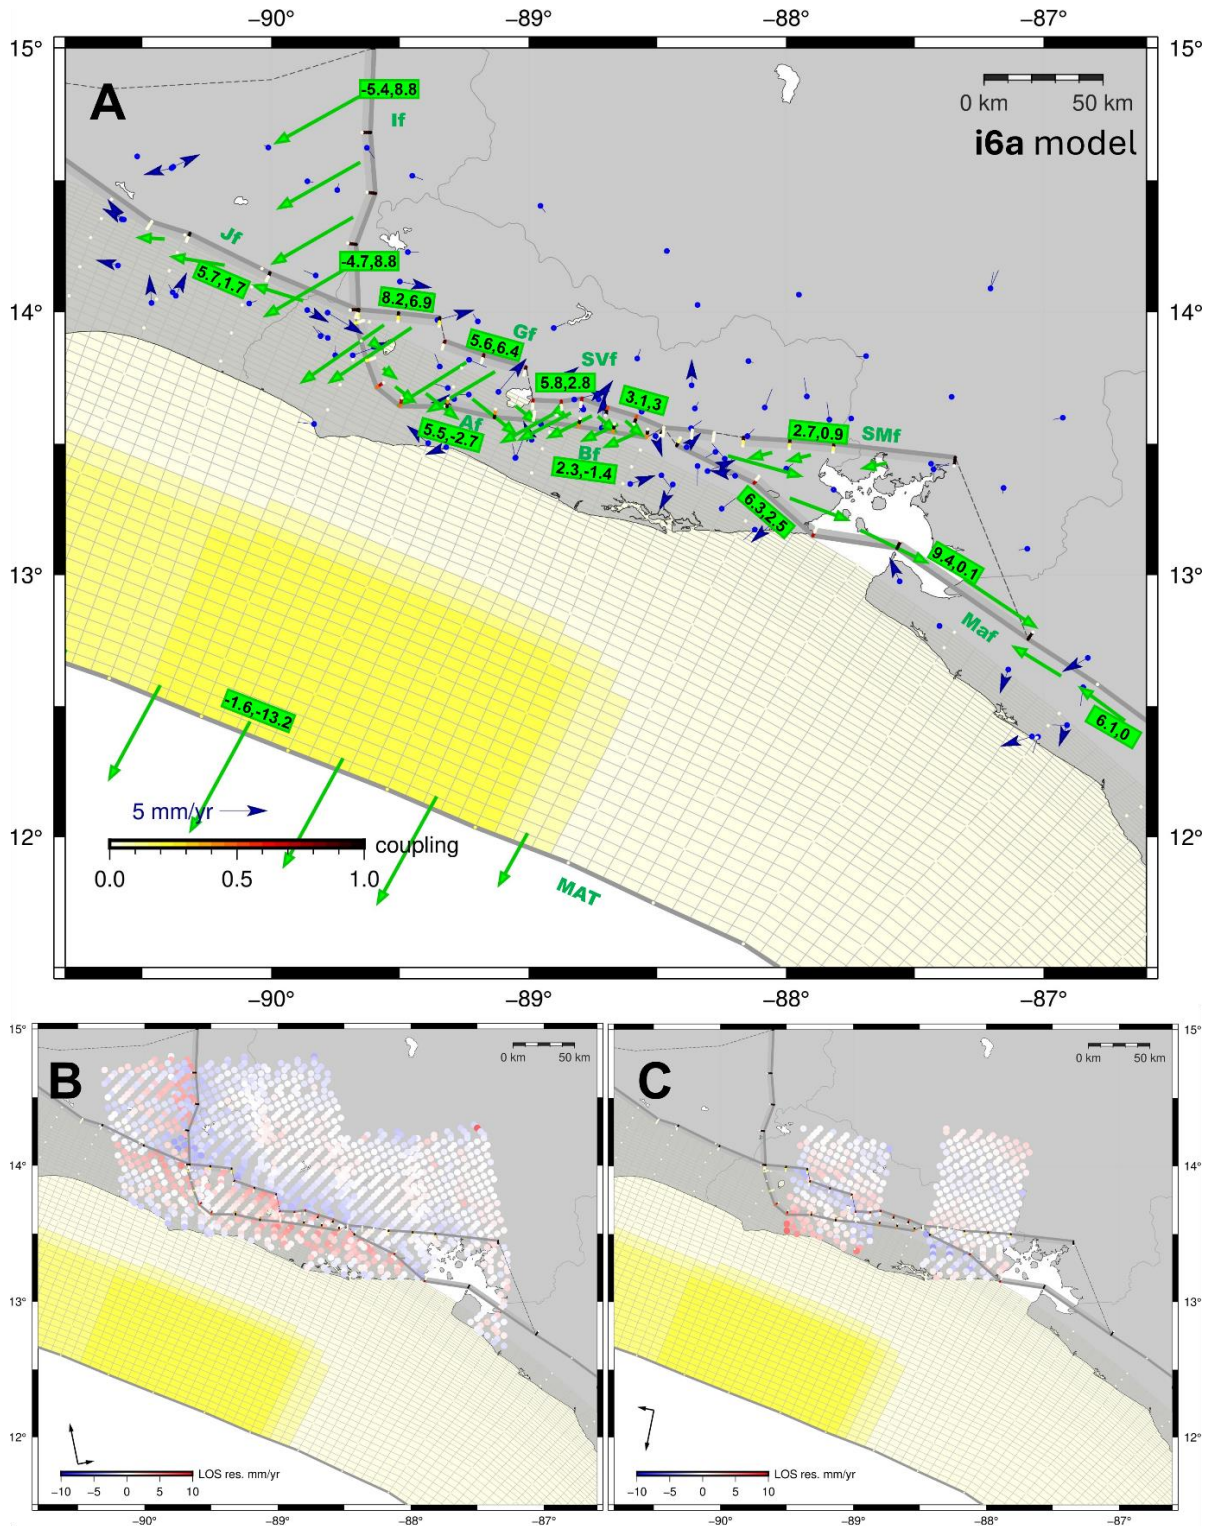 −90° −89° −88° −87°
15° 15°
A
-5.4,8.8
If
0 km 50 km
i6a model
Jf
-4.7,8.8
5.7,1.7
8.2,6.9
14° 14°
Gf
5.6,6.4
SVf
5.8,2.8
3.1,3
Af
5.5,-2.7
Bf
2.3,-1.4
2.7,0.9
SMf
6.3,2.5
9.4,0.1
13° 13°
Maf
-1.6,-13.2
6.1,0
5 mm/yr
12° 12°
coupling
0.0 0.5 1.0
MAT
−90° −89° −88° −87°
15° 15°
B
0 km 50 km
C
0 km 50 km
14° 14°
13° 13°
12° 12°
LOS res. mm/yr
−10 −5 0 5 10
LOS res. mm/yr
−10 −5 0 5 10
−90° −89° −88° −87°
−90° −89° −88° −87°